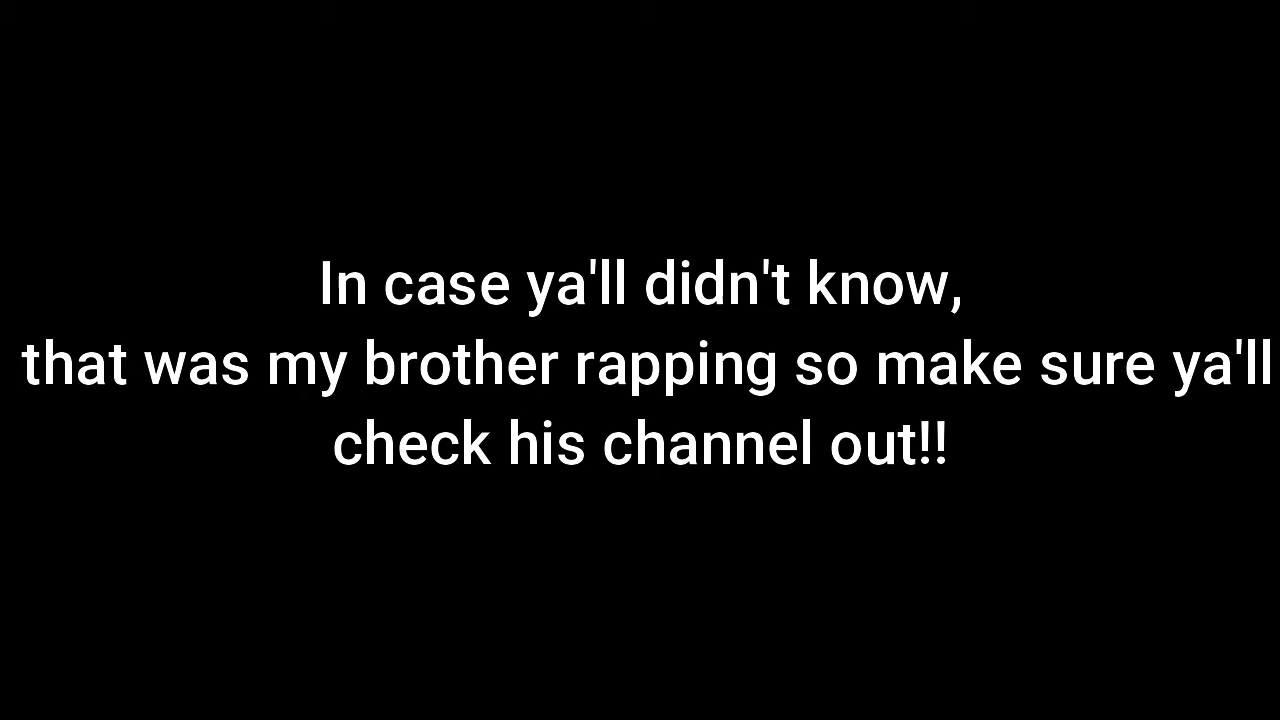 In case ya'll didn't know,
that was my brother rapping so make sure ya'll
check his channel out!!